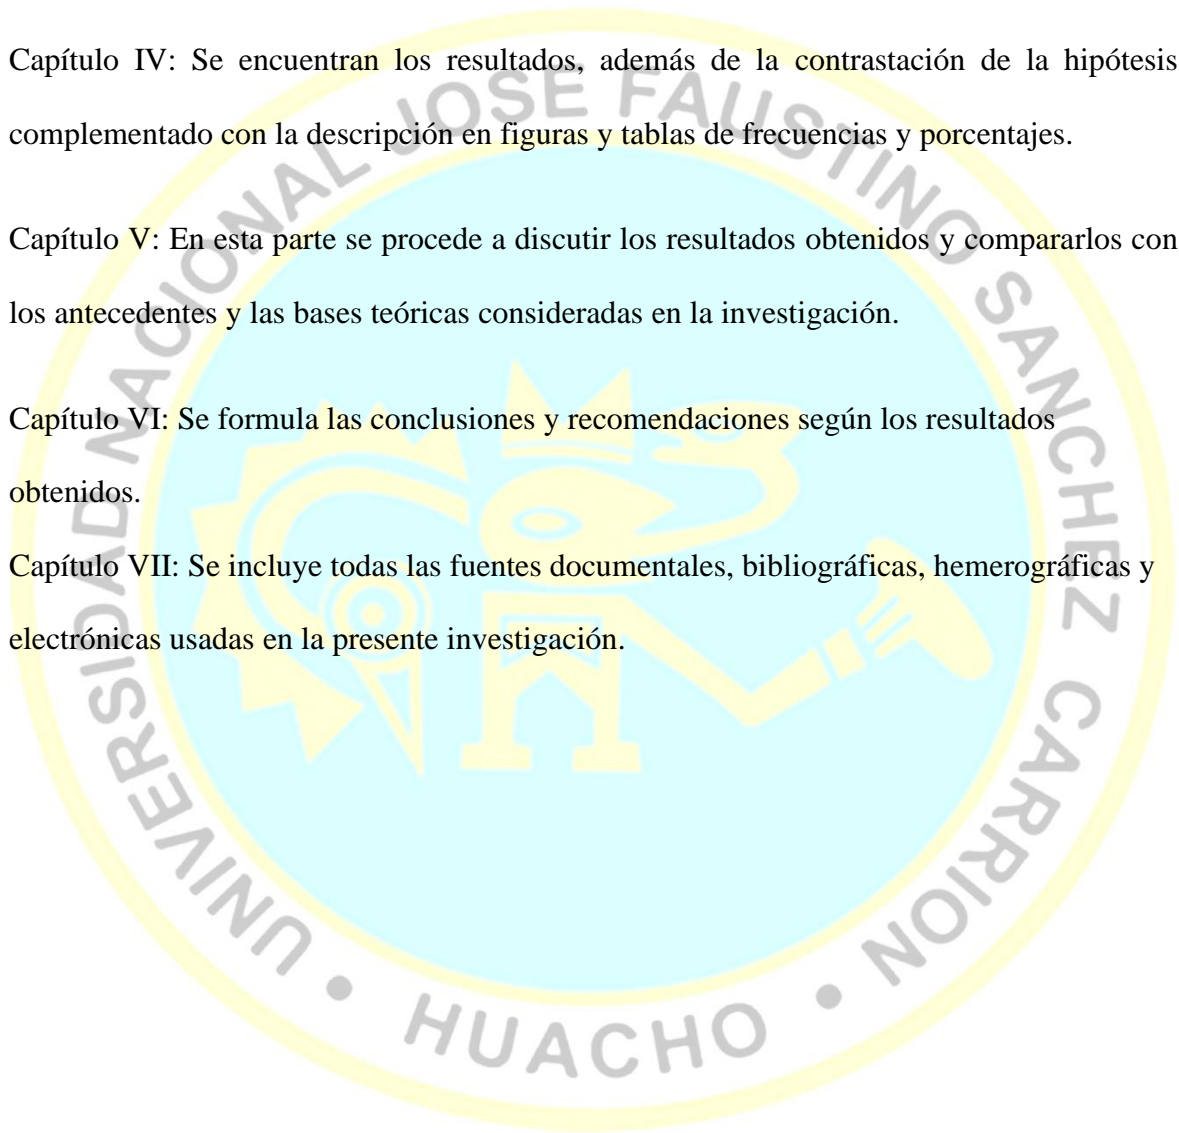 Capítulo IV: Se encuentran los resultados, además de la contrastación de la hipótesis
complementado con la descripción en figuras y tablas de frecuencias y porcentajes.
Capítulo V: En esta parte se procede a discutir los resultados obtenidos y compararlos con
los antecedentes y las bases teóricas consideradas en la investigación.
Capítulo VI: Se formula las conclusiones y recomendaciones según los resultados
obtenidos.
Capítulo VII: Se incluye todas las fuentes documentales, bibliográficas, hemerográficas y
electrónicas usadas en la presente investigación.
UNIVERSIDAD NACIONAL JOSE FAUSTINO SANCHEZ CARRION • HUACHO •